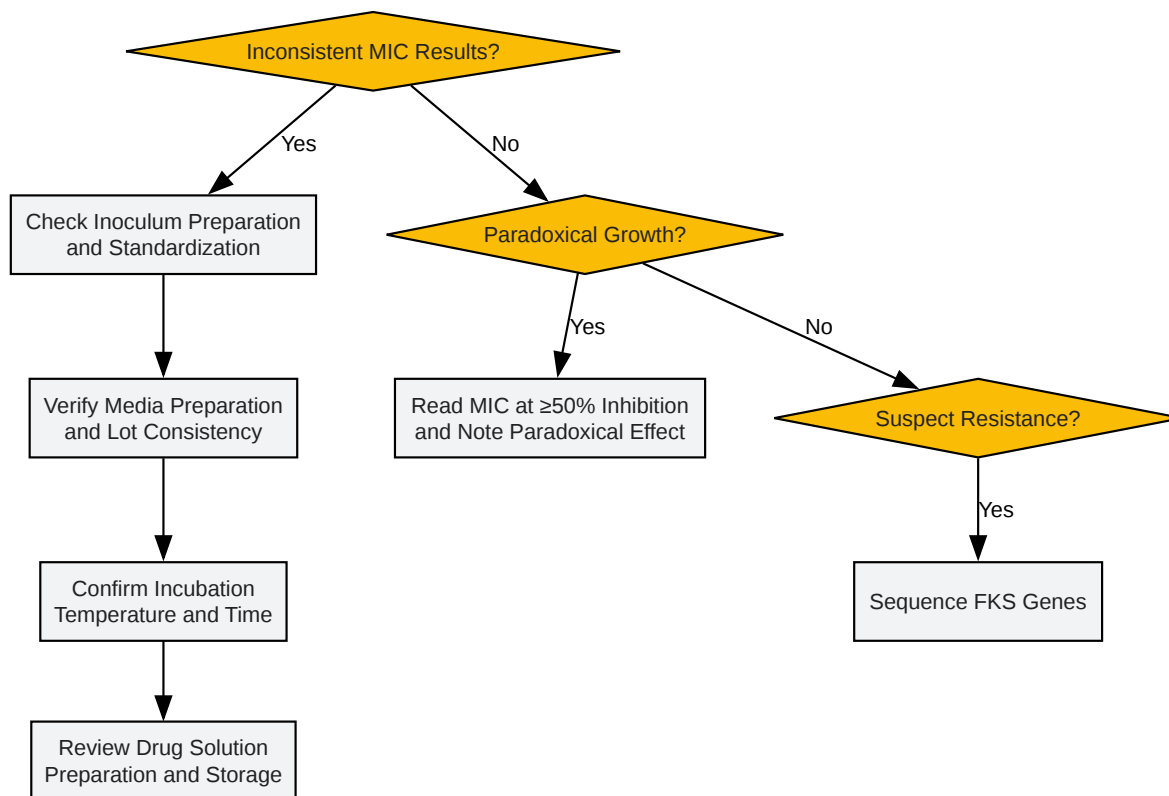 Inconsistent MIC Results?
Yes
No
Check Inoculum Preparation
and Standardization
Paradoxical Growth?
Yes
No
Verify Media Preparation
and Lot Consistency
Read MIC at ≥50% Inhibition
and Note Paradoxical Effect
Suspect Resistance?
Yes
Confirm Incubation
Temperature and Time
Sequence FKS Genes
Review Drug Solution
Preparation and Storage